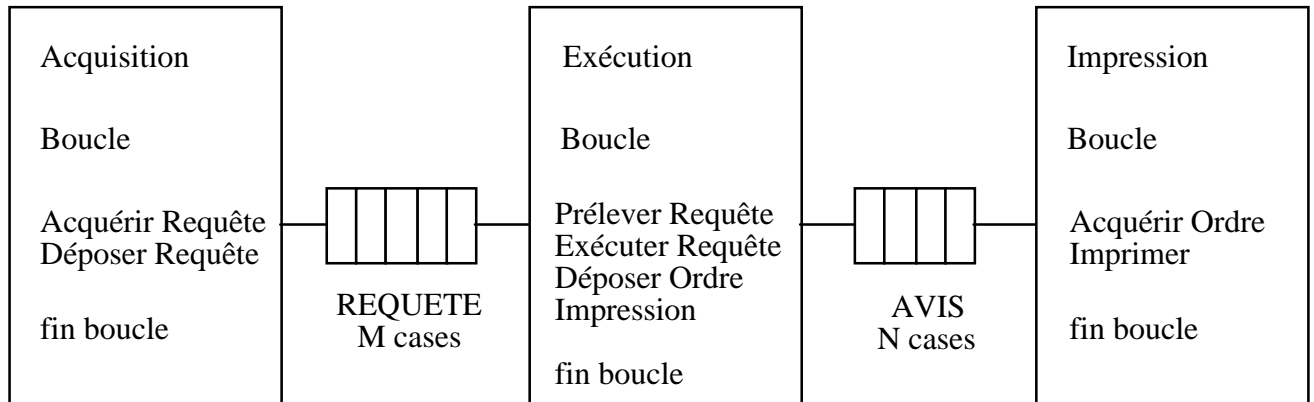 Acquisition
Boucle
Acquérir Requête
Déposer Requête
fin boucle
REQUETE
M cases
Exécution
Boucle
Prélever Requête
Exécuter Requête
Déposer Ordre
Impression
fin boucle
AVIS
N cases
Impression
Boucle
Acquérir Ordre
Imprimer
fin boucle